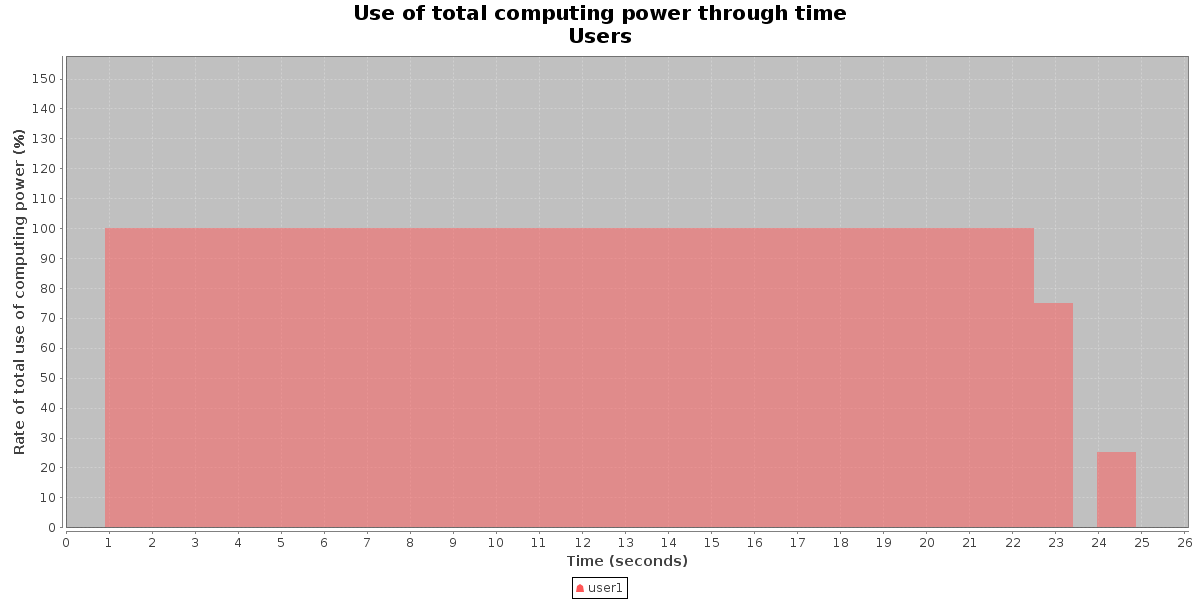 Use of total computing power through time
Users
Rate of total use of computing power (%)
150
140
130
120
110
100
90
80
70
60
50
40
30
20
10
0
0 1 2 3 4 5 6 7 8 9 10 11 12 13 14 15 16 17 18 19 20 21 22 23 24 25 26
Time (seconds)
user1